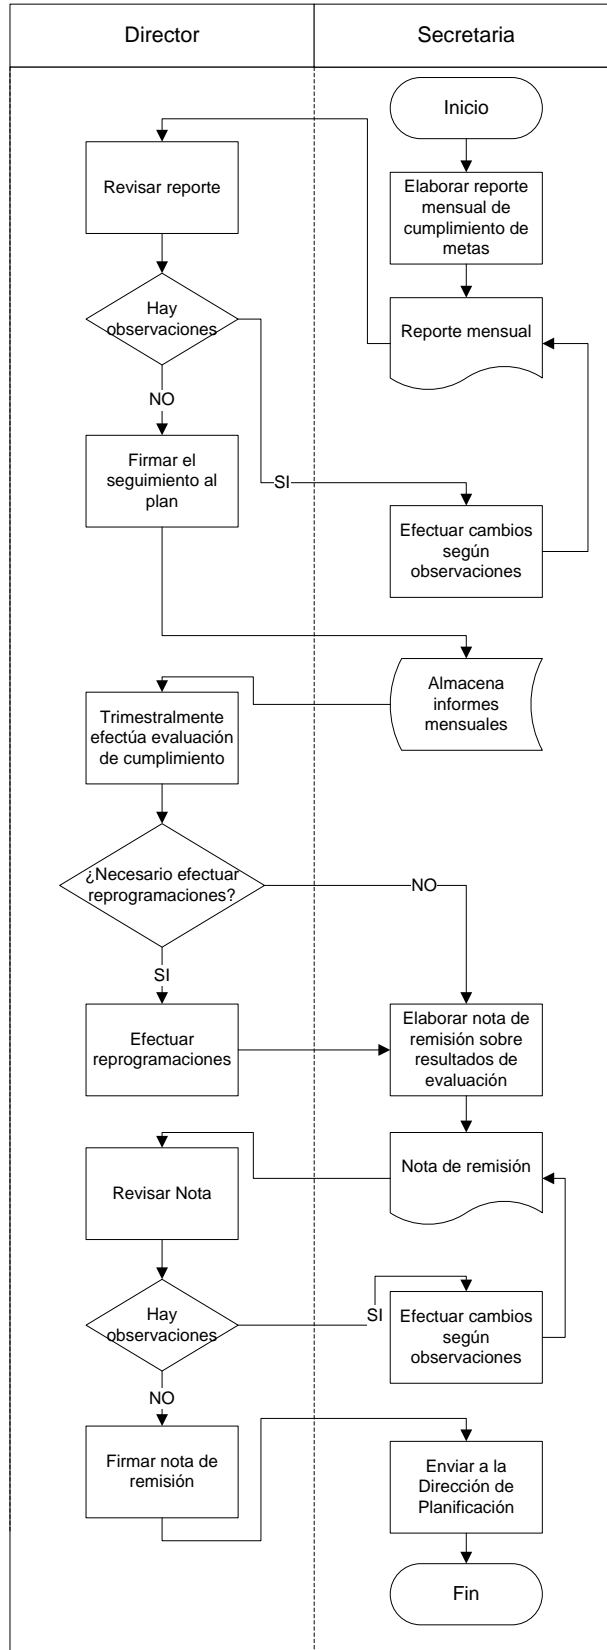 Director
Secretaria
Inicio
Revisar reporte
Elaborar reporte
mensual de
cumplimiento de
metas
Hay
observaciones
Reporte mensual
NO
Firmar el
seguimiento al
plan
SI
Efectuar cambios
según
observaciones
Almacena
informes
mensuales
Trimestralmente
efectúa evaluación
de cumplimiento
¿Necesario efectuar
reprogramaciones?
NO
SI
Efectuar
reprogramaciones
Elaborar nota de
remisión sobre
resultados de
evaluación
Nota de remisión
Revisar Nota
Hay
observaciones
SI
Efectuar cambios
según
observaciones
NO
Firmar nota de
remisión
Enviar a la
Dirección de
Planificación
Fin